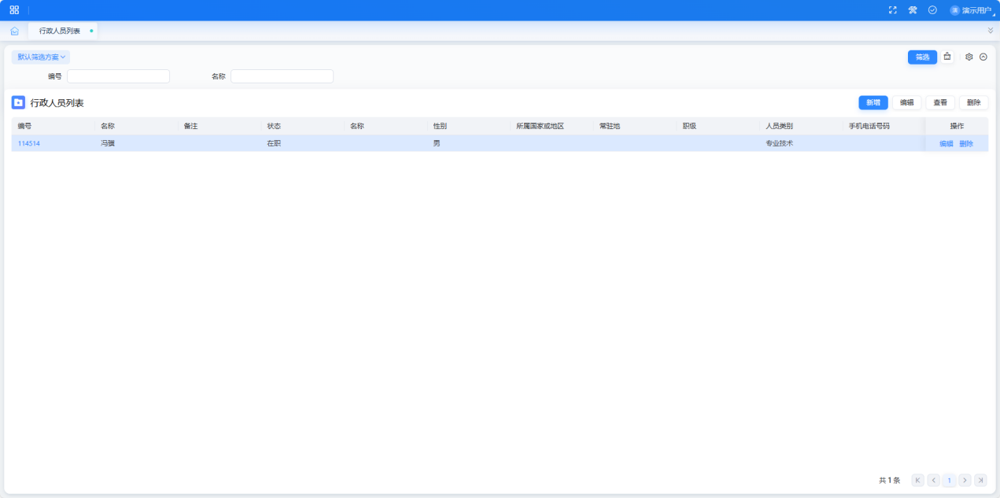 演 演示用户
行政人员列表
默认筛选方案 筛选
编号 名称
行政人员列表 新增 编辑 查看 删除
编号 名称 备注 状态 名称 性别 所属国家或地区 常驻地 职级 人员类别 手机电话号码 操作
114514 冯骥 在职 男 专业技术 编辑 删除
共 1 条 1